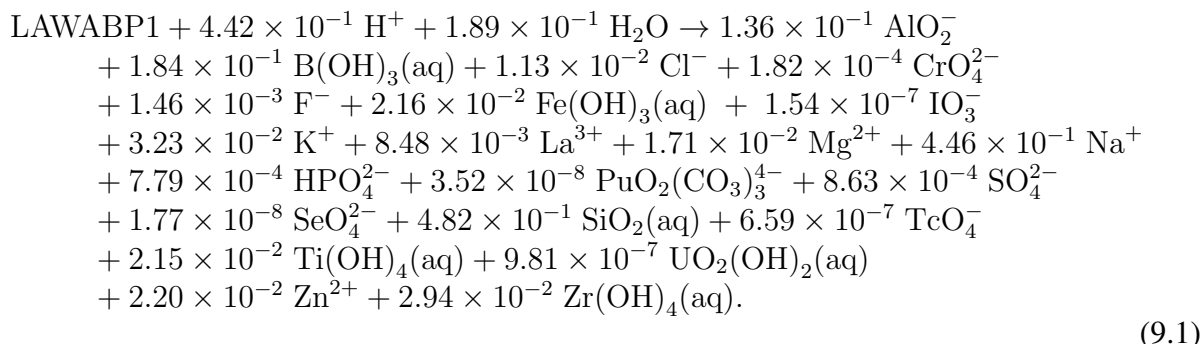 LAWABP1 + 4.42 × 10⁻¹ H⁺ + 1.89 × 10⁻¹ H₂O → 1.36 × 10⁻¹ AlO₂⁻
+ 1.84 × 10⁻¹ B(OH)₃(aq) + 1.13 × 10⁻² Cl⁻ + 1.82 × 10⁻⁴ CrO₄²⁻
+ 1.46 × 10⁻³ F⁻ + 2.16 × 10⁻² Fe(OH)₃(aq) + 1.54 × 10⁻⁷ IO₃⁻
+ 3.23 × 10⁻² K⁺ + 8.48 × 10⁻³ La³⁺ + 1.71 × 10⁻² Mg²⁺ + 4.46 × 10⁻¹ Na⁺
+ 7.79 × 10⁻⁴ HPO₄²⁻ + 3.52 × 10⁻⁸ PuO₂(CO₃)₃⁴⁻ + 8.63 × 10⁻⁴ SO₄²⁻
+ 1.77 × 10⁻⁸ SeO₄²⁻ + 4.82 × 10⁻¹ SiO₂(aq) + 6.59 × 10⁻⁷ TcO₄⁻
+ 2.15 × 10⁻² Ti(OH)₄(aq) + 9.81 × 10⁻⁷ UO₂(OH)₂(aq)
+ 2.20 × 10⁻² Zn²⁺ + 2.94 × 10⁻² Zr(OH)₄(aq).
(9.1)